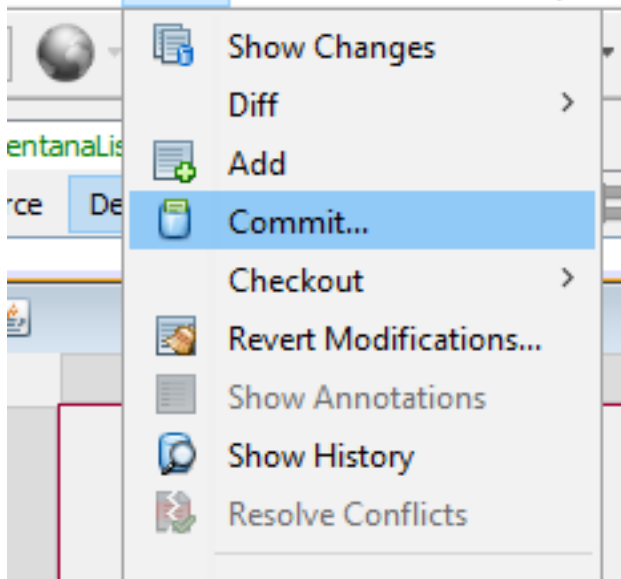 Show Changes
Diff
entanaLis
Add
rce De
Commit...
Checkout
Revert Modifications...
Show Annotations
Show History
Resolve Conflicts